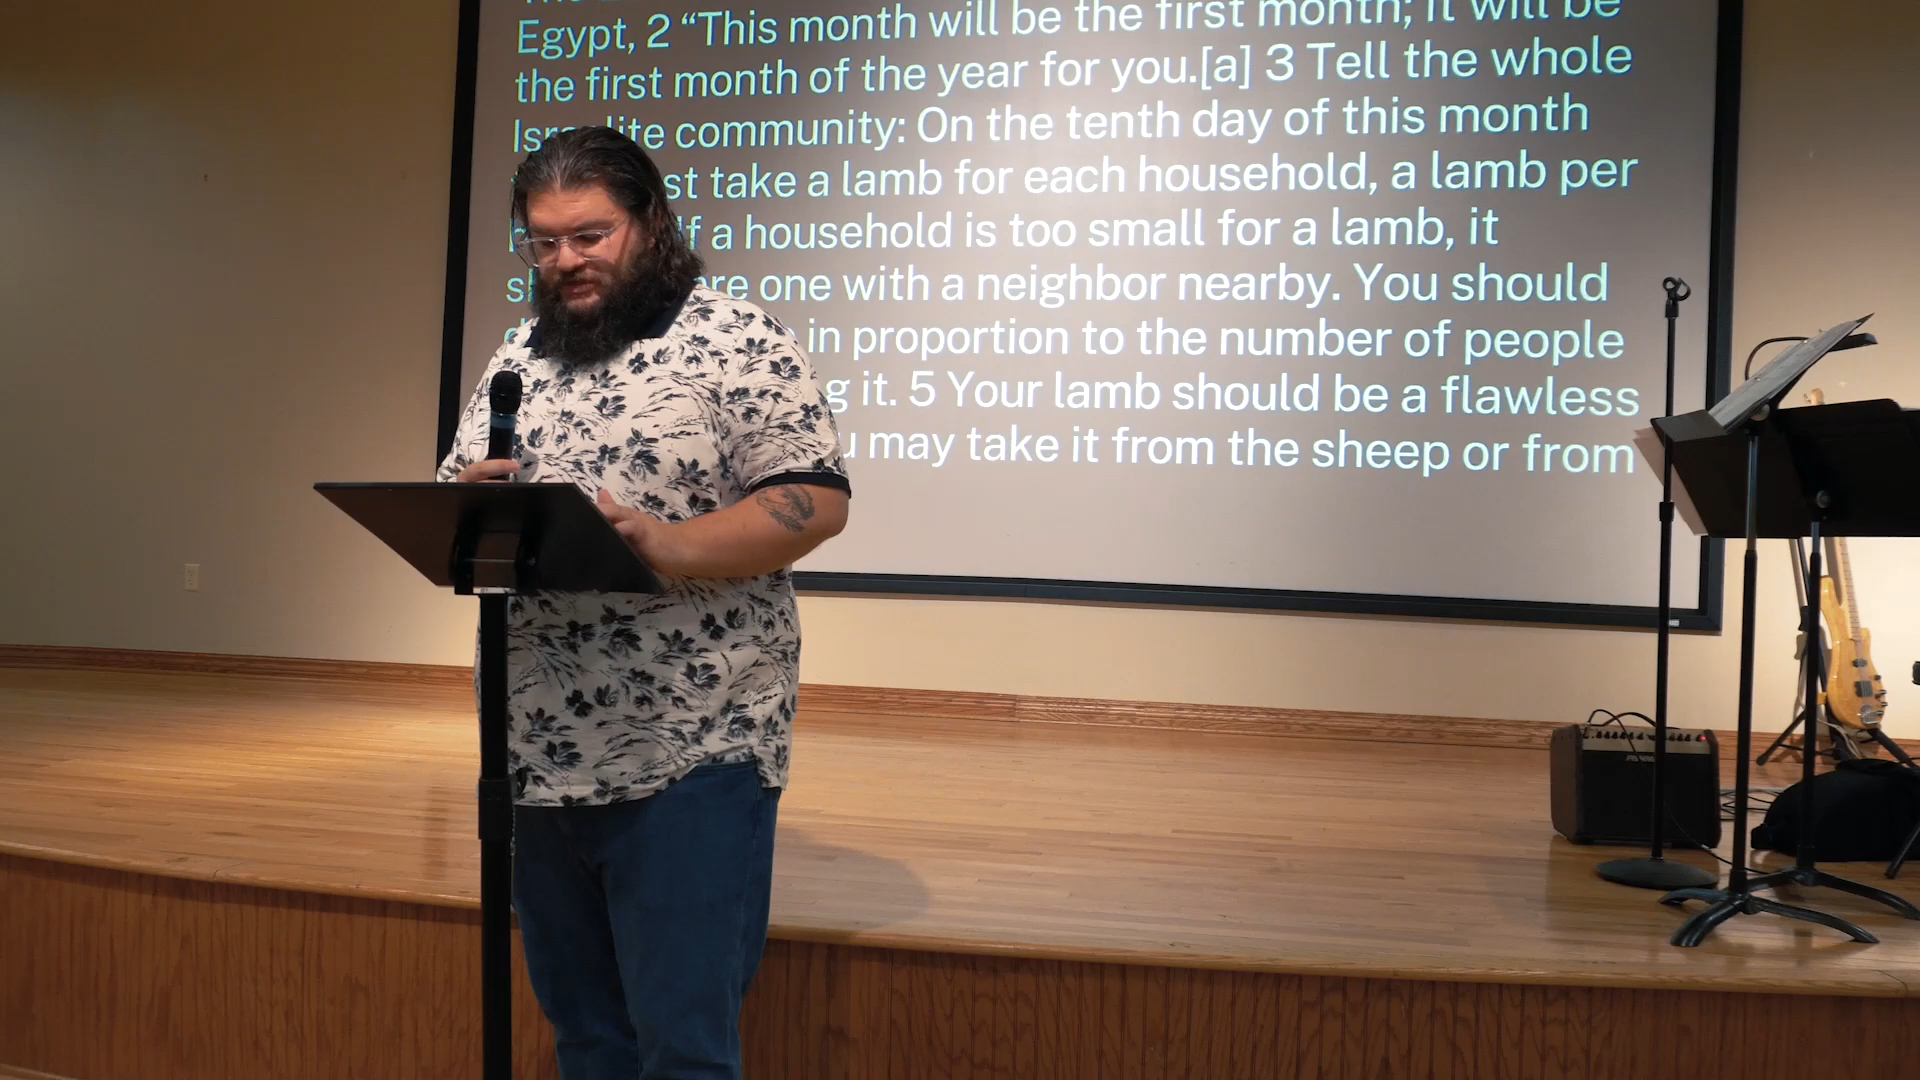 Egypt, 2 “This month will be the first month; it will be
the first month of the year for you.[a] 3 Tell the whole
community: On the tenth day of this month
take a lamb for each household, a lamb per
If a household is too small for a lamb, it
one with a neighbor nearby. You should
in proportion to the number of people
it. 5 Your lamb should be a flawless
may take it from the sheep or from